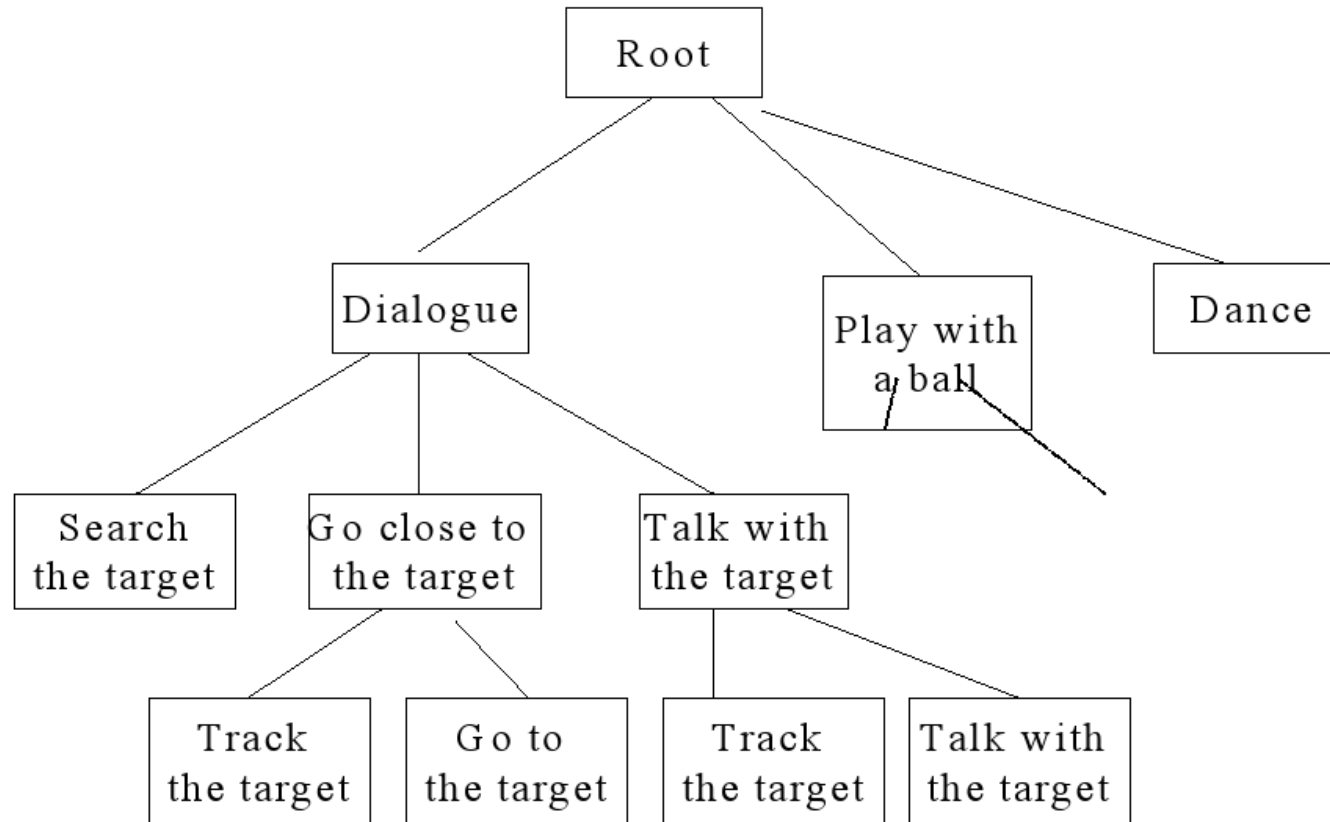 Root
Dialogue
Play with
a ball
Dance
Search
the target
Go close to
the target
Talk with
the target
Track
the target
Go to
the target
Track
the target
Talk with
the target